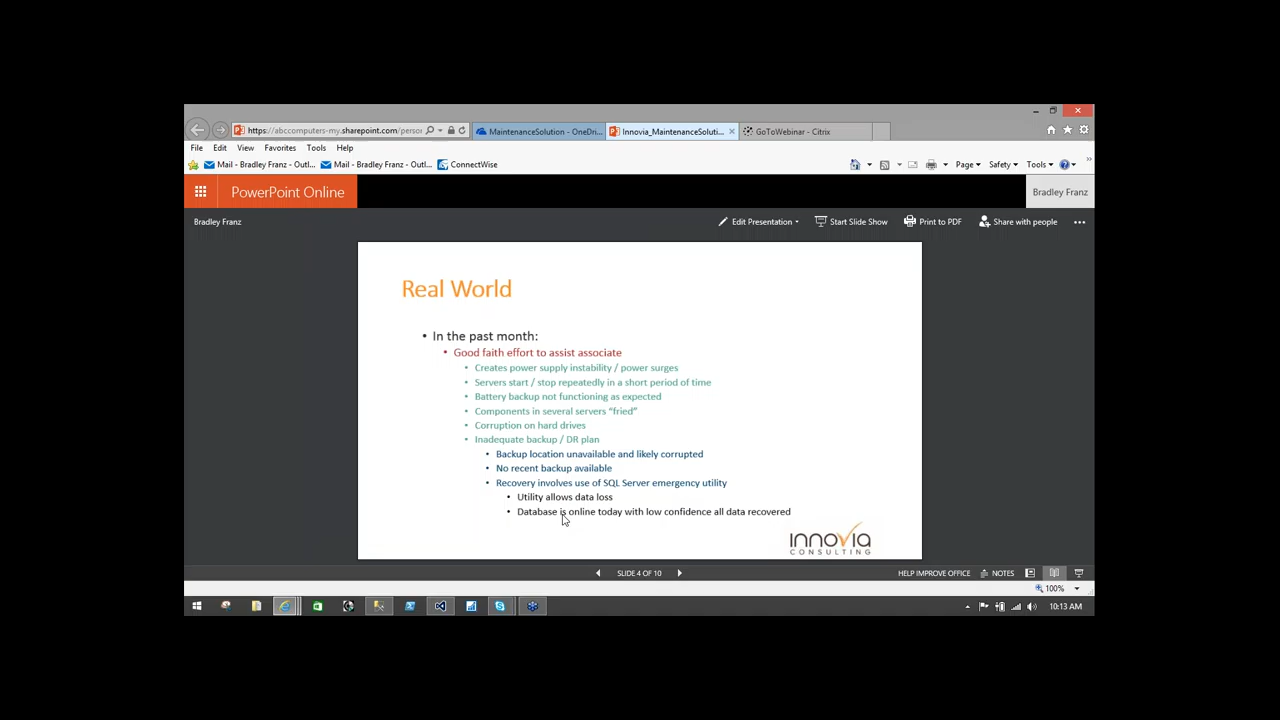 https://abccomputers-my.sharepoint.com/person
MaintenanceSolution - OneDri...
Innovia_MaintenanceSoluti...
GoToWebinar - Citrix
File Edit View Favorites Tools Help
Mail - Bradley Franz - Outl...
Mail - Bradley Franz - Outl...
ConnectWise
Page
Safety
Tools
PowerPoint Online
Bradley Franz
Bradley Franz
Edit Presentation
Start Slide Show
Print to PDF
Share with people
Real World
• In the past month:
• Good faith effort to assist associate
• Creates power supply instability / power surges
• Servers start / stop repeatedly in a short period of time
• Battery backup not functioning as expected
• Components in several servers “fried”
• Corruption on hard drives
• Inadequate backup / DR plan
• Backup location unavailable and likely corrupted
• No recent backup available
• Recovery involves use of SQL Server emergency utility
• Utility allows data loss
• Database is online today with low confidence all data recovered
innovia
CONSULTING
SLIDE 4 OF 10
HELP IMPROVE OFFICE
NOTES
100%
10:13 AM